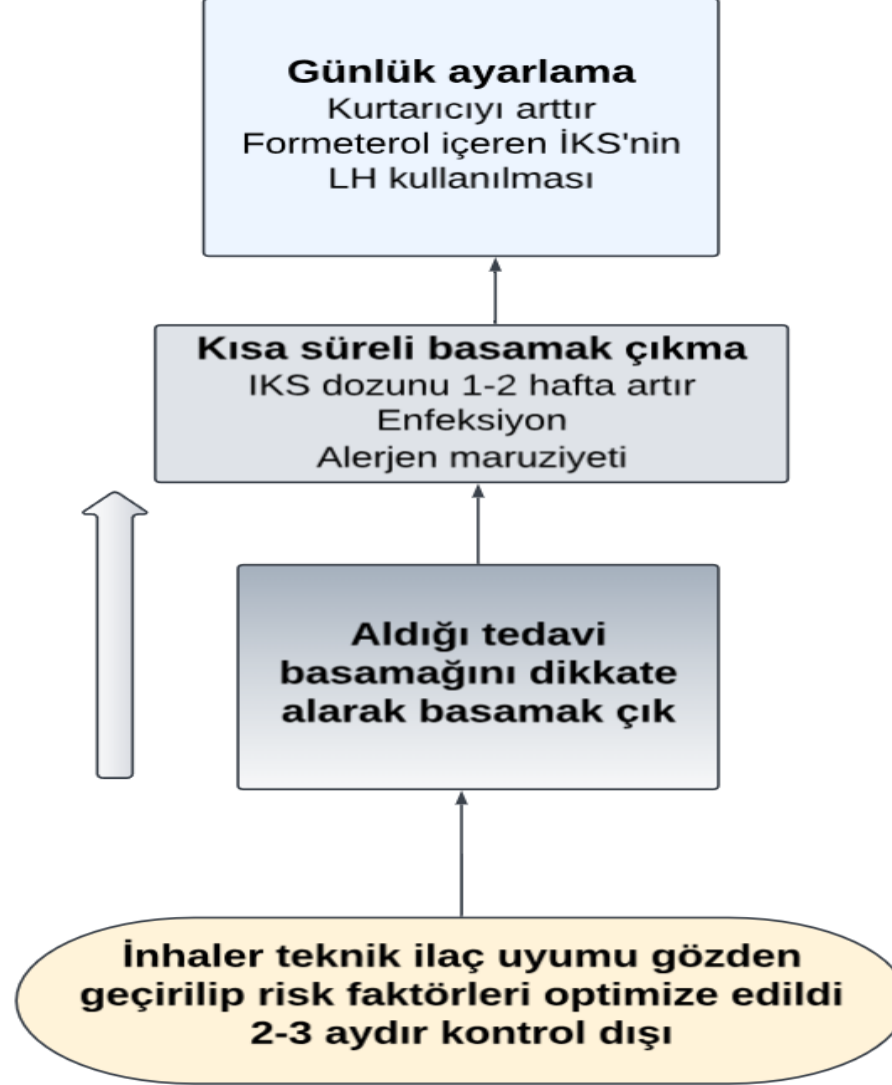 Günlük ayarlama
Kurtarıcıyı arttır
Formeterol içeren İKS'nin
LH kullanılması
Kısa süreli basamak çıkma
IKS dozunu 1-2 hafta artır
Enfeksiyon
Alerjen maruziyeti
Aldığı tedavi
basamağını dikkate
alarak basamak çık
İnhaler teknik ilaç uyumu gözden
geçirilip risk faktörleri optimize edildi
2-3 aydır kontrol dışı